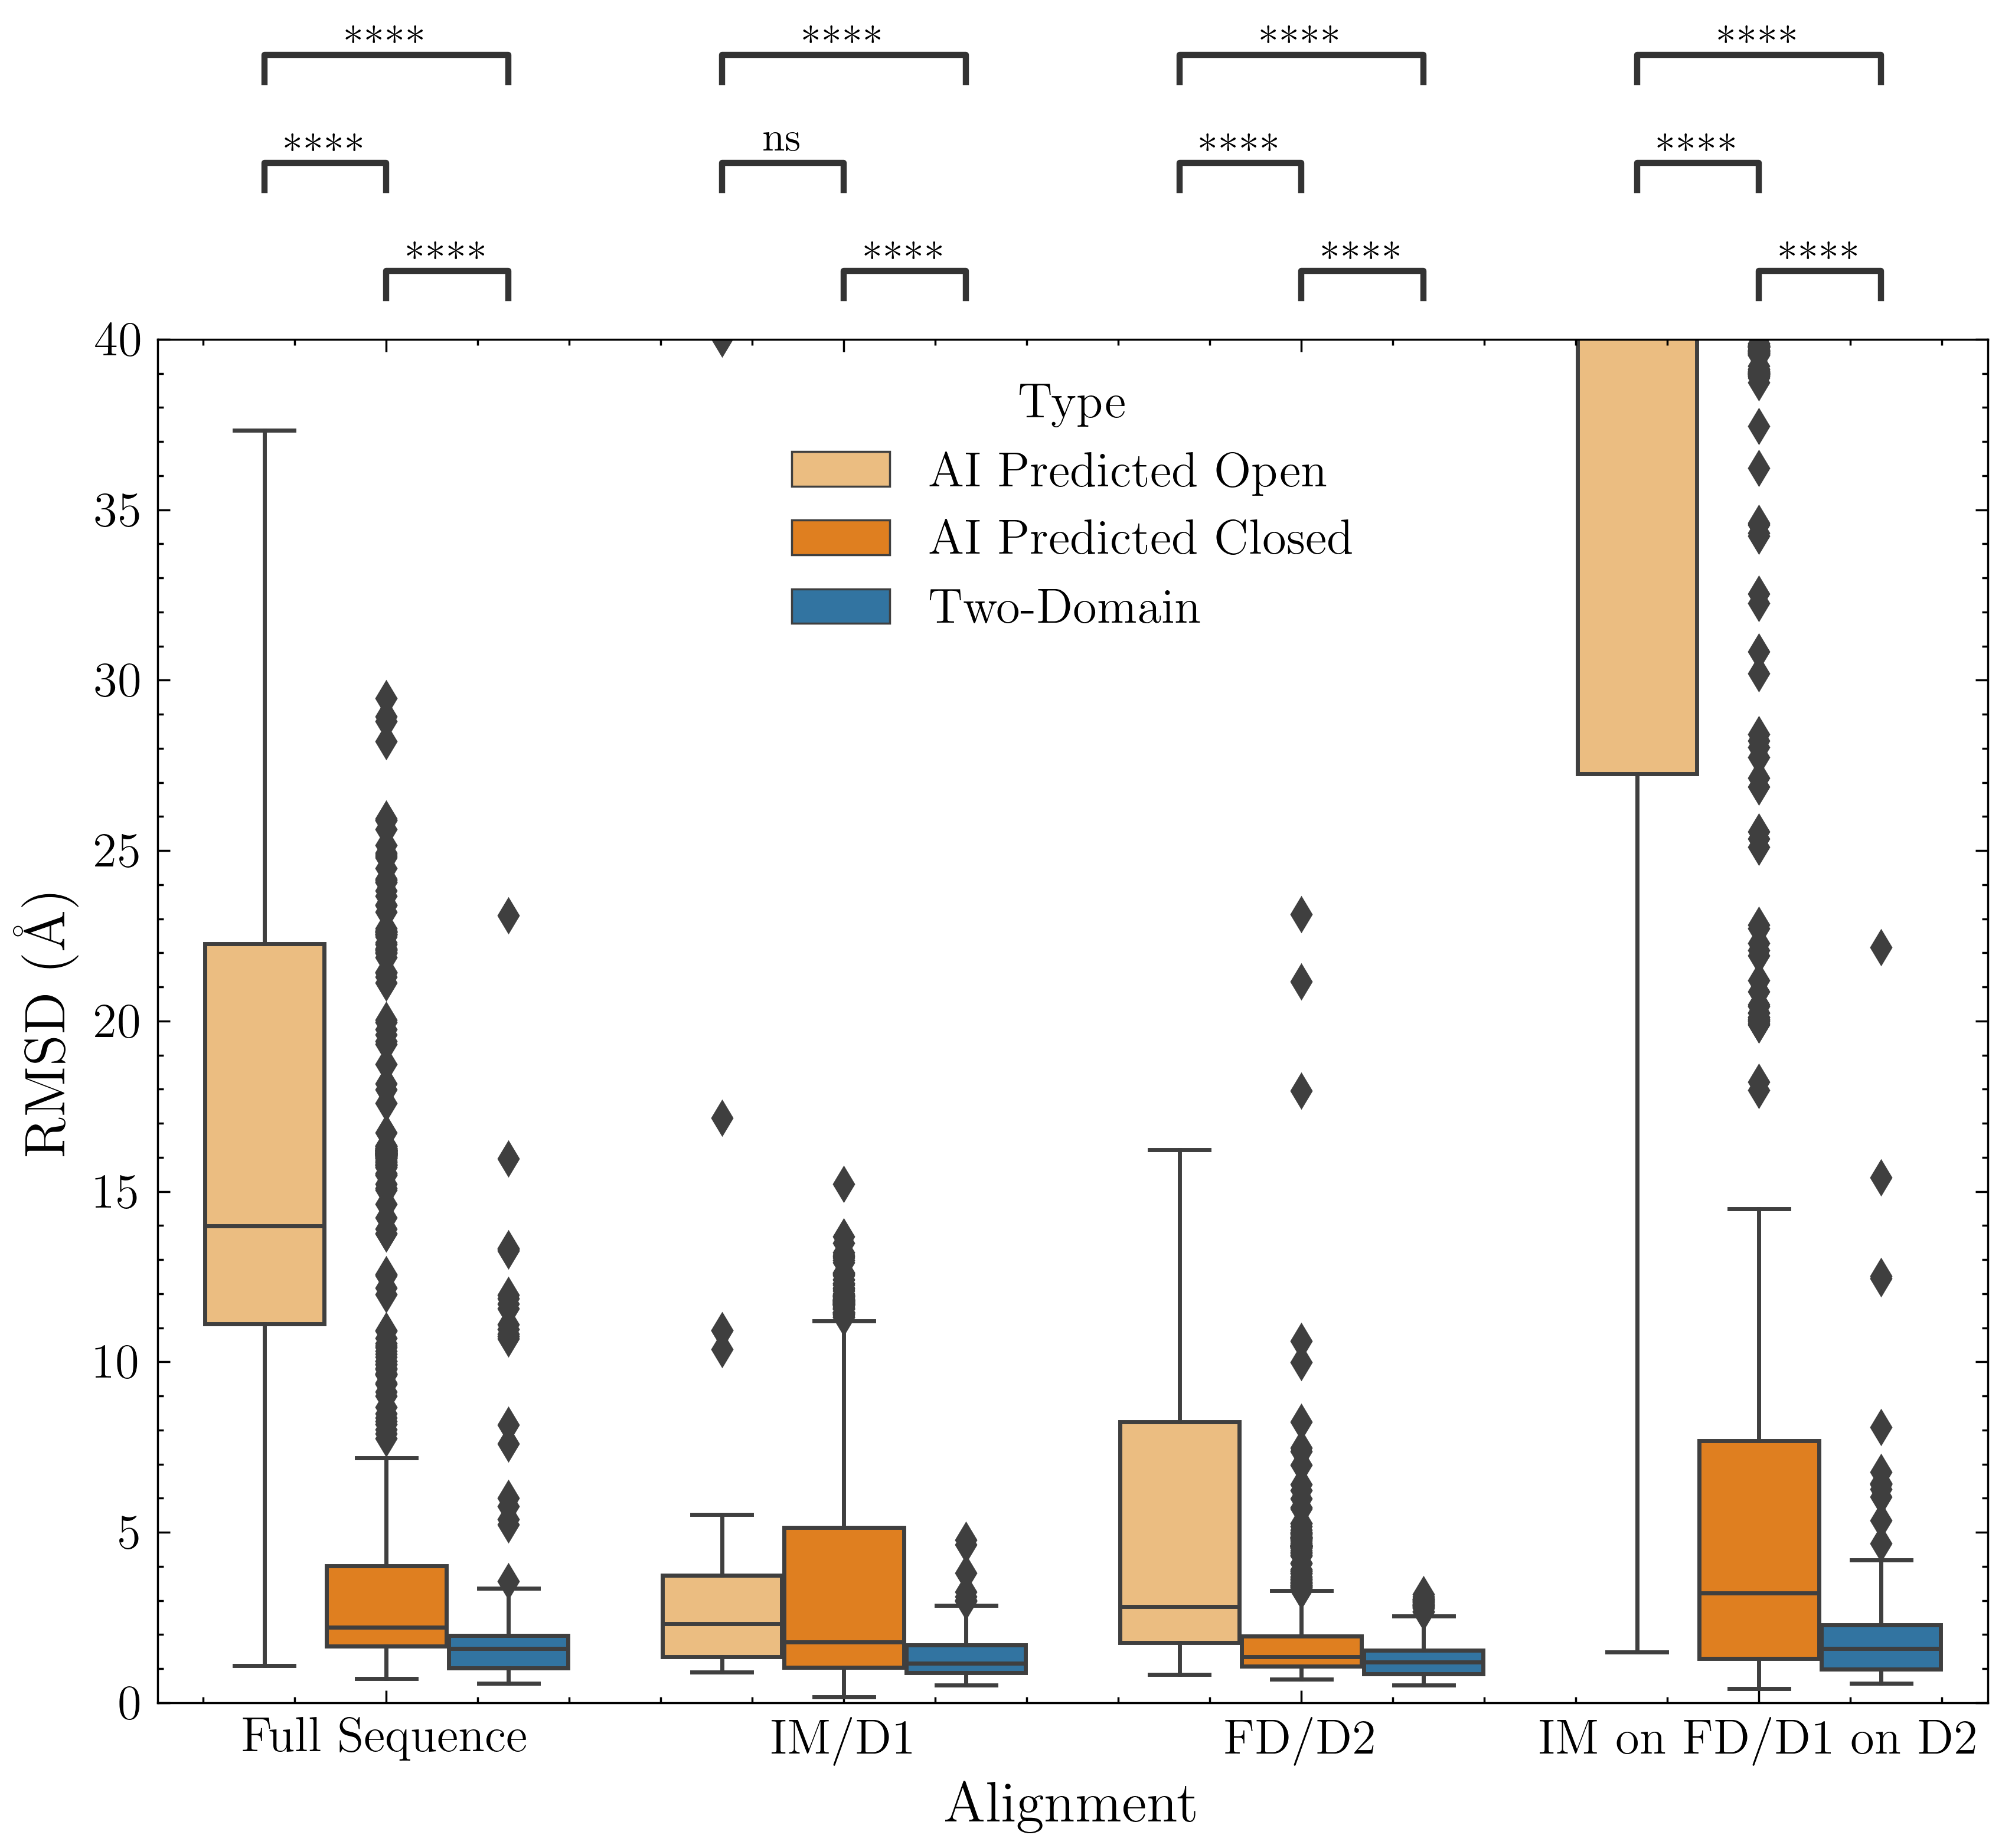 **** **** **** ****
**** ns **** ****
**** **** **** ****
Type
AI Predicted Open
AI Predicted Closed
Two-Domain
RMSD (Å)
40
35
30
25
20
15
10
5
0
Full Sequence IM/D1 FD/D2 IM on FD/D1 on D2
Alignment